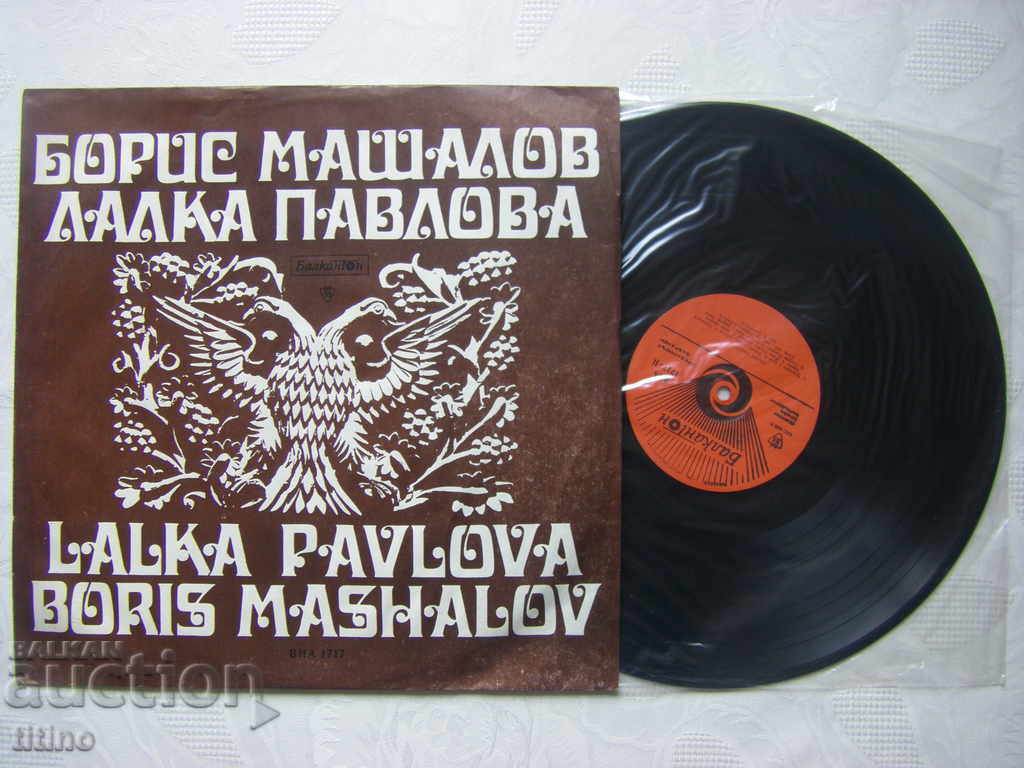 БОРИС МАШАЛОВ
ЛАЛКА ПАВЛОВА
Балкантон
LALKA PAVLOVA
BORIS MASHALOV
ВНА 1717
Балкантон
BALKAN
auction
titino